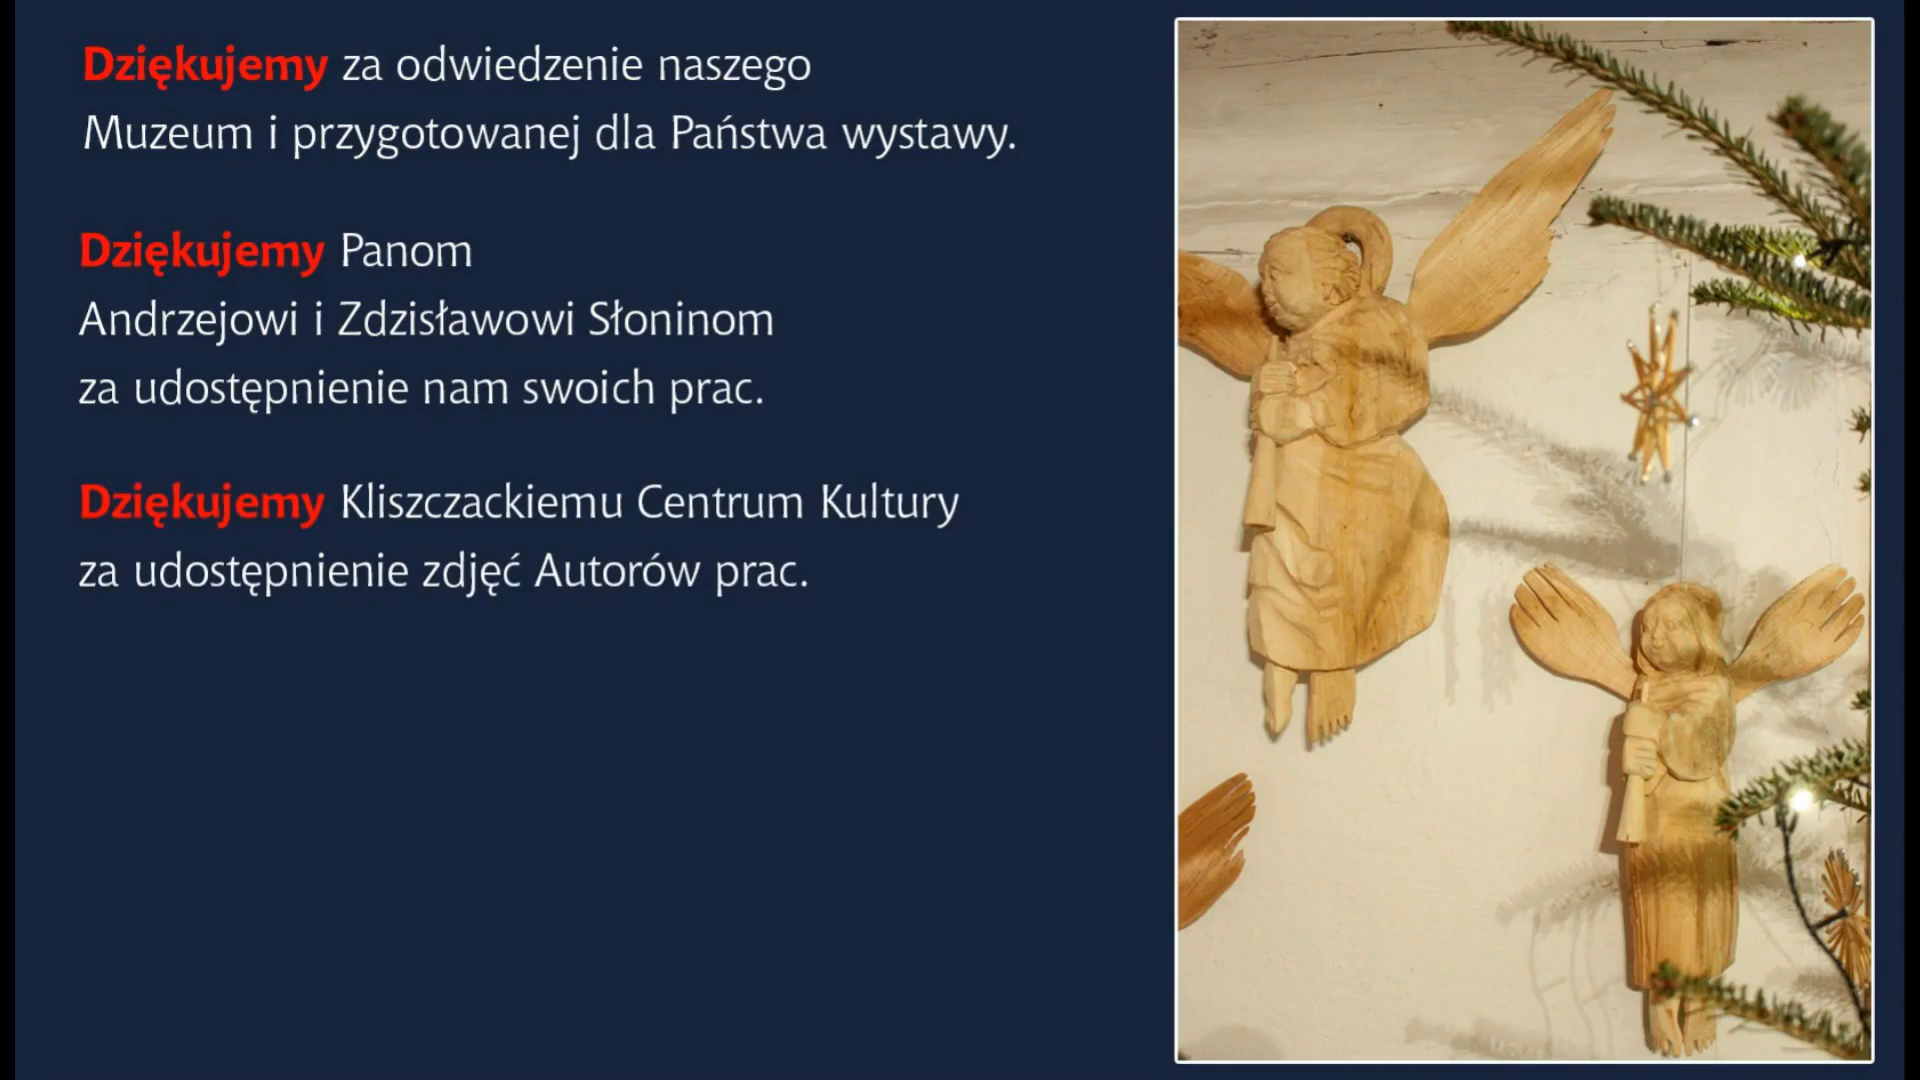 Dziękujemy za odwiedzenie naszego
Muzeum i przygotowanej dla Państwa wystawy.
Dziękujemy Panom
Andrzejowi i Zdzisławowi Słoninom
za udostępnienie nam swoich prac.
Dziękujemy Kliszczackiemu Centrum Kultury
za udostępnienie zdjęć Autorów prac.